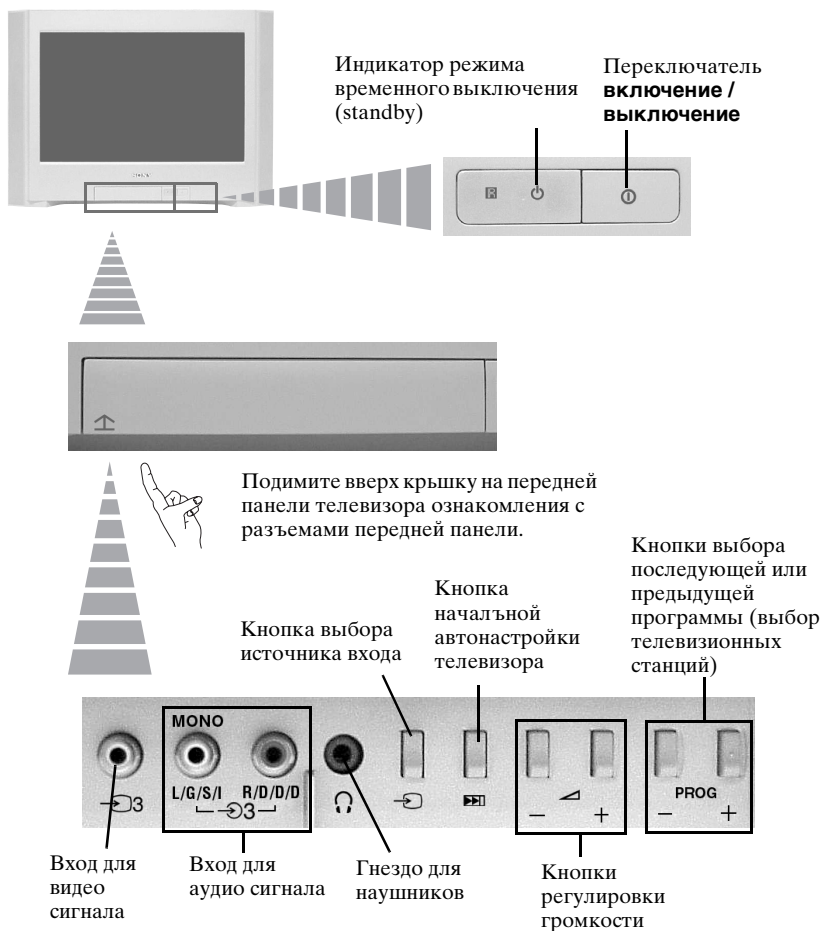 Индикатор режима
временного выключения
(standby)
Переключатель
включение /
выключение
Подимите вверх крьшку на передней
панели телевизора ознакомления с
разъемами передней панели.
Кнопка выбора
источника входа
Кнопка
началъной
автонастройки
телевизора
Кнопки выбора
последующей или
предыдущей
программы (выбор
телевизионных
станций)
MONO
L/G/S/I R/D/D/D
3
3
PROG
– +
– +
Вход для
видео
сигнала
Вход для
аудио сигнала
Гнездо для
наушников
Кнопки
регулировки
громкости